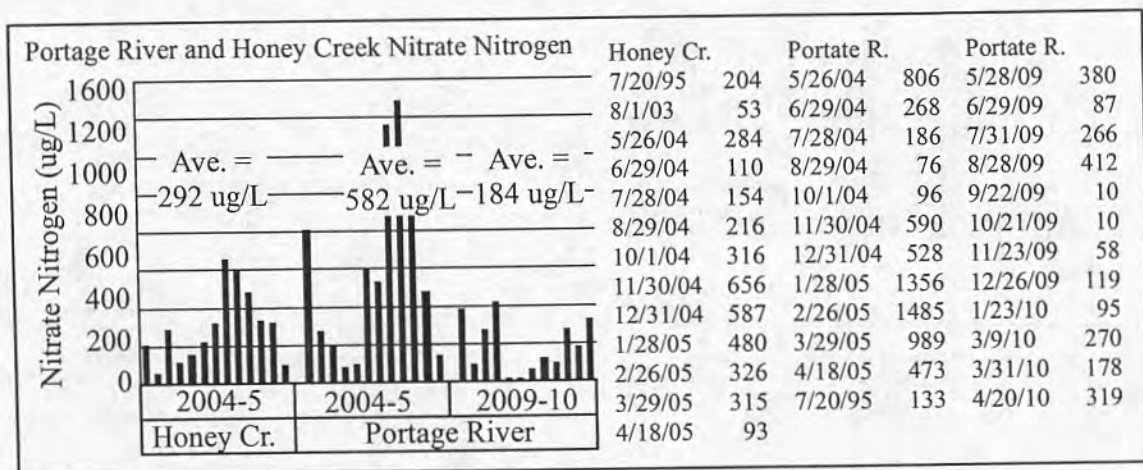 Portage River and Honey Creek Nitrate Nitrogen
Nitrate Nitrogen (ug/L)
1600
1200
1000
800
600
400
200
0
Ave. =
292 ug/L
Ave. =
582 ug/L
Ave. =
184 ug/L
2004-5 2004-5 2009-10
Honey Cr. Portage River
Honey Cr. Portate R. Portate R.
7/20/95 204 5/26/04 806 5/28/09 380
8/1/03 53 6/29/04 268 6/29/09 87
5/26/04 284 7/28/04 186 7/31/09 266
6/29/04 110 8/29/04 76 8/28/09 412
7/28/04 154 10/1/04 96 9/22/09 10
8/29/04 216 11/30/04 590 10/21/09 10
10/1/04 316 12/31/04 528 11/23/09 58
11/30/04 656 1/28/05 1356 12/26/09 119
12/31/04 587 2/26/05 1485 1/23/10 95
1/28/05 480 3/29/05 989 3/9/10 270
2/26/05 326 4/18/05 473 3/31/10 178
3/29/05 315 7/20/95 133 4/20/10 319
4/18/05 93